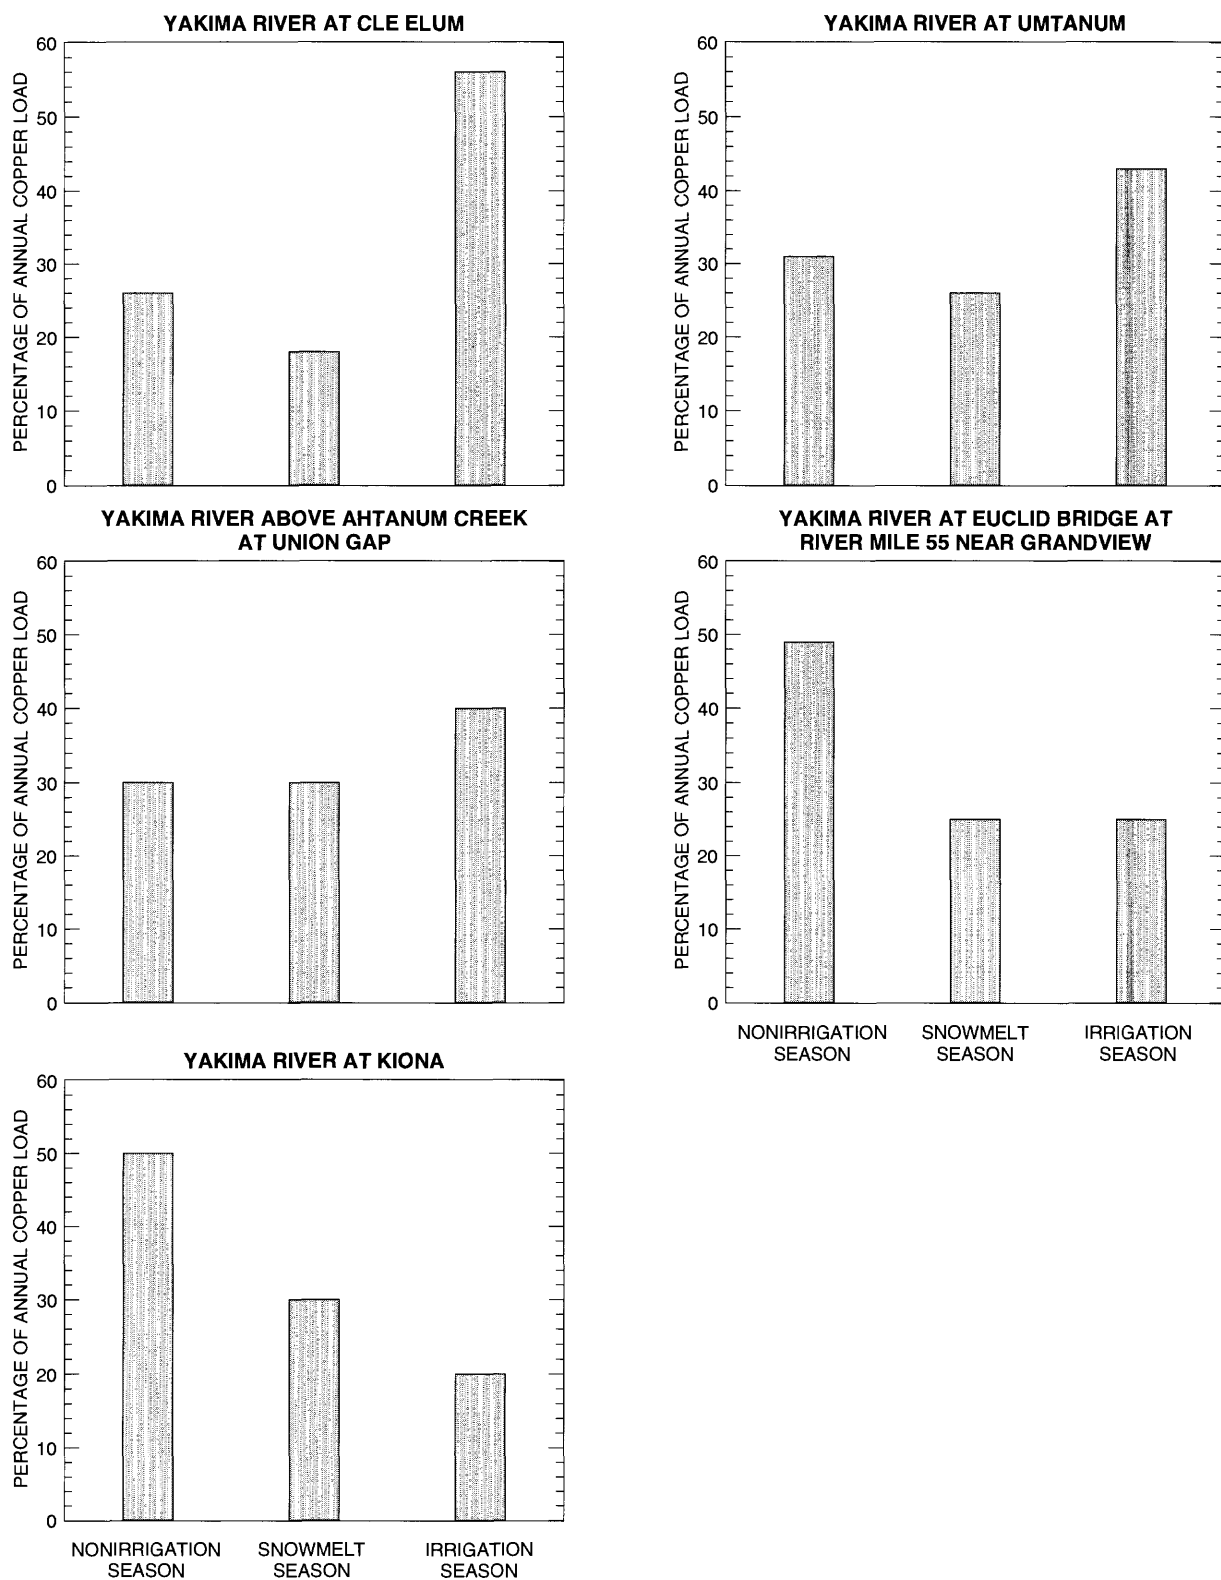 YAKIMA RIVER AT CLE ELUM
PERCENTAGE OF ANNUAL COPPER LOAD
60
50
40
30
20
10
0
YAKIMA RIVER AT UMTANUM
PERCENTAGE OF ANNUAL COPPER LOAD
60
50
40
30
20
10
0
YAKIMA RIVER ABOVE AHTANUM CREEK
AT UNION GAP
PERCENTAGE OF ANNUAL COPPER LOAD
60
50
40
30
20
10
0
YAKIMA RIVER AT EUCLID BRIDGE AT
RIVER MILE 55 NEAR GRANDVIEW
PERCENTAGE OF ANNUAL COPPER LOAD
60
50
40
30
20
10
0
NONIRRIGATION SNOWMELT IRRIGATION
SEASON SEASON SEASON
YAKIMA RIVER AT KIONA
PERCENTAGE OF ANNUAL COPPER LOAD
60
50
40
30
20
10
0
NONIRRIGATION SNOWMELT IRRIGATION
SEASON SEASON SEASON